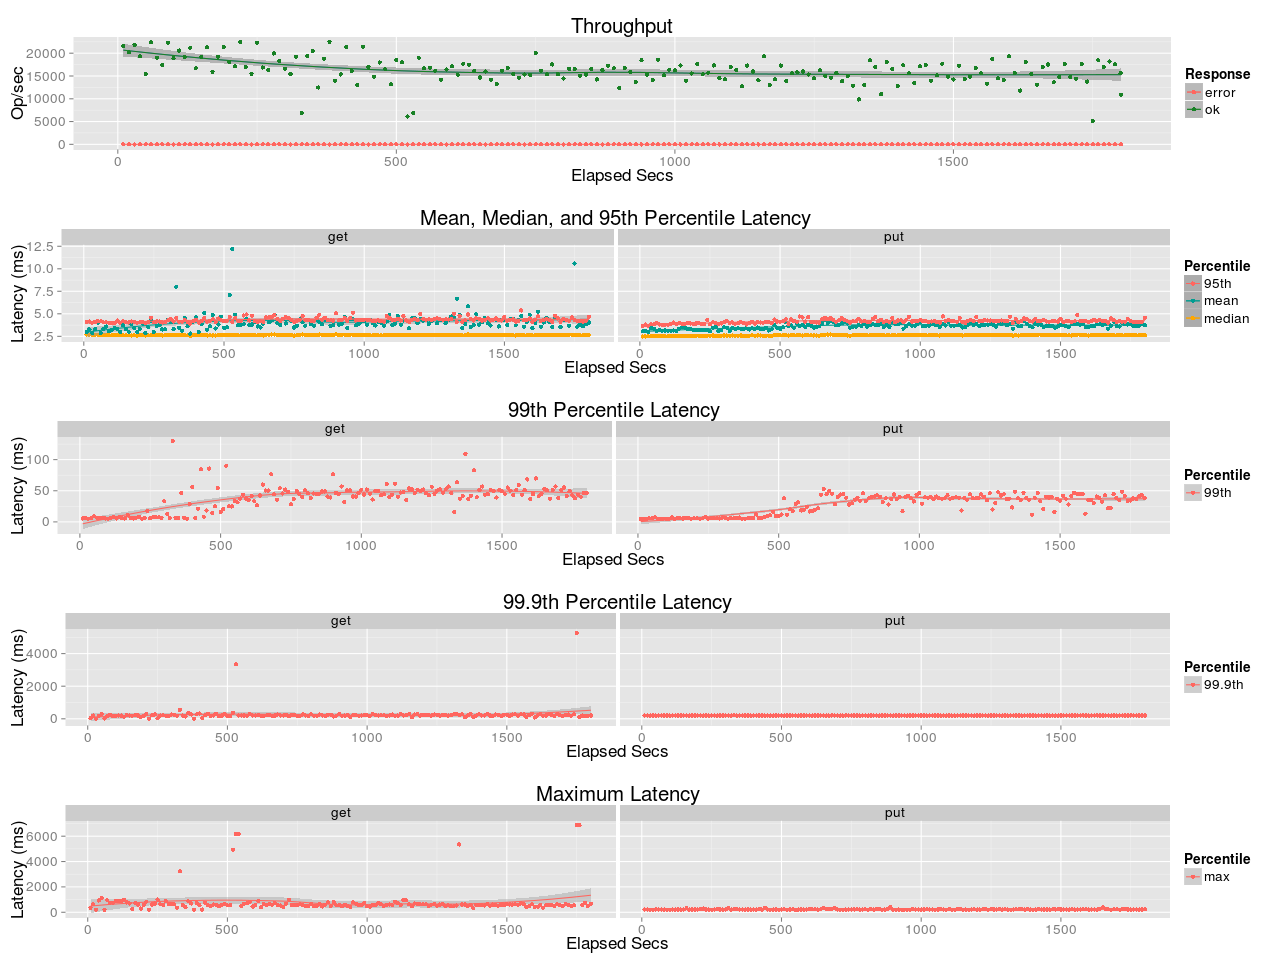 Throughput
Op/sec
20000
15000
10000
5000
0
0 500 1000 1500
Elapsed Secs
Response
error
ok
Mean, Median, and 95th Percentile Latency
get put
Latency (ms)
12.5
10.0
7.5
5.0
2.5
0 500 1000 1500 0 500 1000 1500
Elapsed Secs
Percentile
95th
mean
median
99th Percentile Latency
get put
Latency (ms)
100
50
0
0 500 1000 1500 0 500 1000 1500
Elapsed Secs
Percentile
99th
99.9th Percentile Latency
get put
Latency (ms)
4000
2000
0
0 500 1000 1500 0 500 1000 1500
Elapsed Secs
Percentile
99.9th
Maximum Latency
get put
Latency (ms)
6000
4000
2000
0
0 500 1000 1500 0 500 1000 1500
Elapsed Secs
Percentile
max